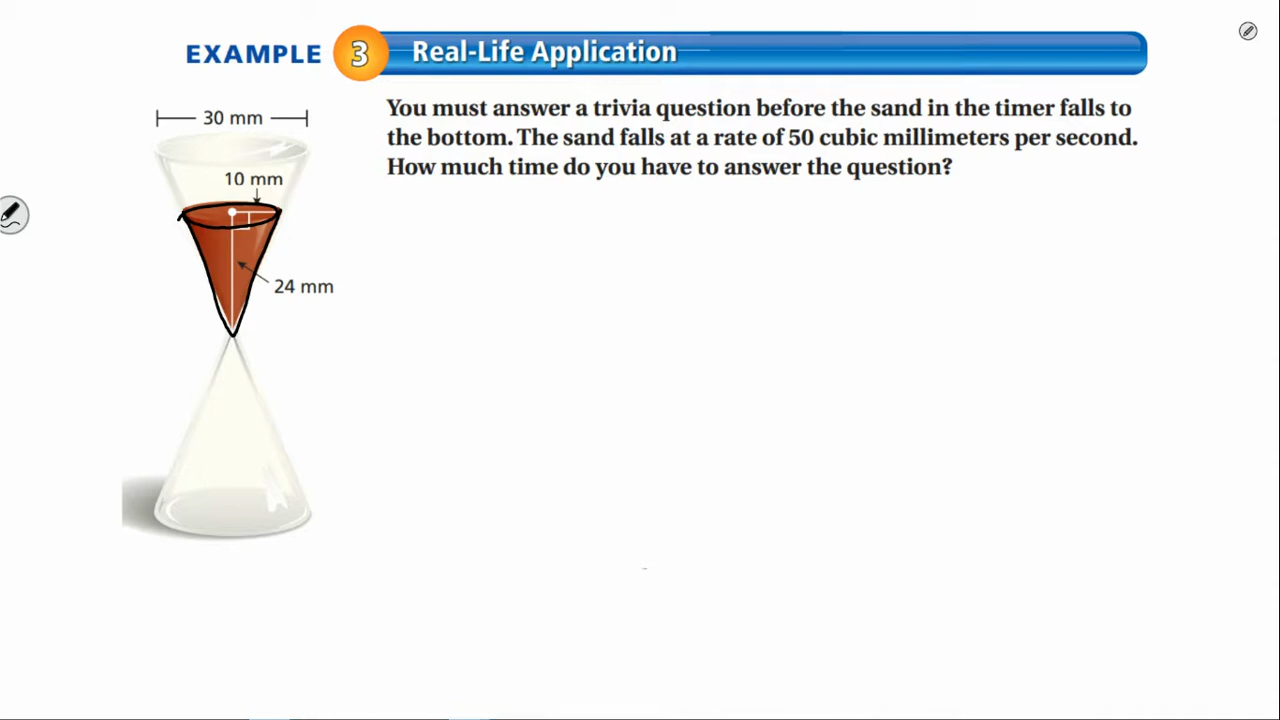 EXAMPLE 3 Real-Life Application
30 mm
You must answer a trivia question before the sand in the timer falls to
the bottom. The sand falls at a rate of 50 cubic millimeters per second.
How much time do you have to answer the question?
10 mm
24 mm